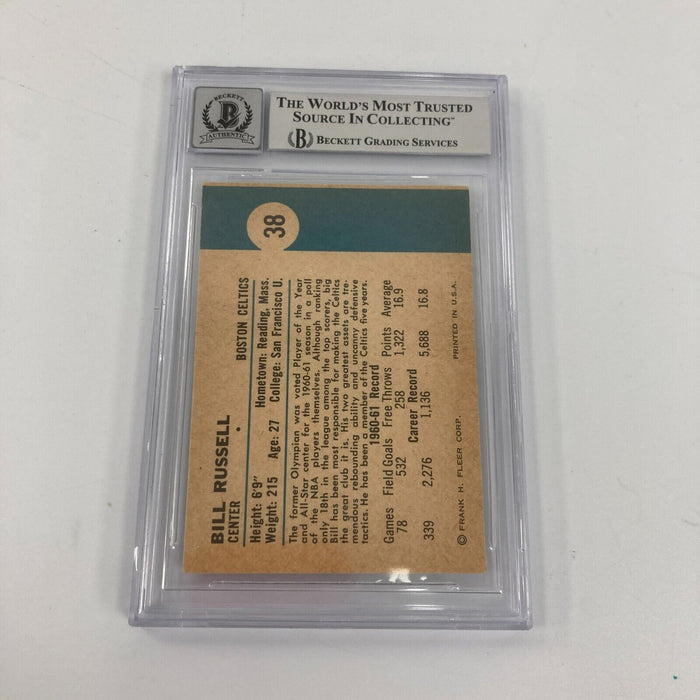 BECKETT
B
AUTHENTIC
THE WORLD'S MOST TRUSTED
SOURCE IN COLLECTING™
B BECKETT GRADING SERVICES
38
BILL RUSSELL
CENTER • BOSTON CELTICS
Height: 6'9" Hometown: Reading, Mass.
Weight: 215 Age: 27 College: San Francisco U.
The former Olympian was voted Player of the Year
and All-Star center for the 1960-61 season in a poll
of the NBA players themselves. Although ranking
only 18th in the league among the top scorers, big
Bill has been most responsible for making the Celtics
the great club it is. His two greatest assets are tre-
mendous rebounding ability and uncanny defensive
tactics. He has been a member of the Celtics five years.
1960-61 Record
Games Field Goals Free Throws Points Average
78 532 258 1,322 16.9
Career Record
339 2,276 1,136 5,688 16.8
© FRANK H. FLEER CORP. PRINTED IN U.S.A.